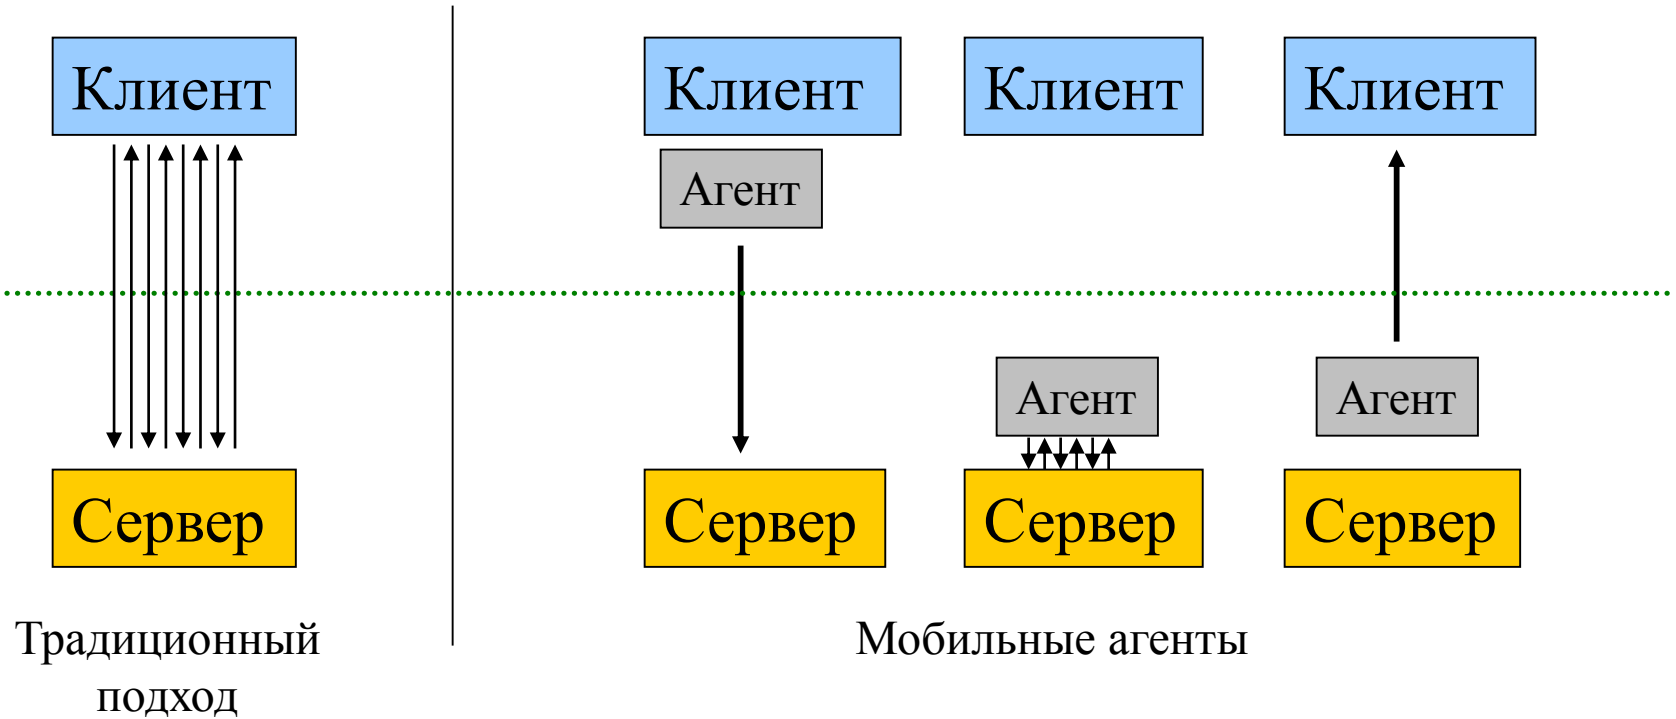 Клиент
Клиент
Клиент
Клиент
Агент
Агент
Агент
Сервер
Сервер
Сервер
Сервер
Традиционный
подход
Мобильные агенты